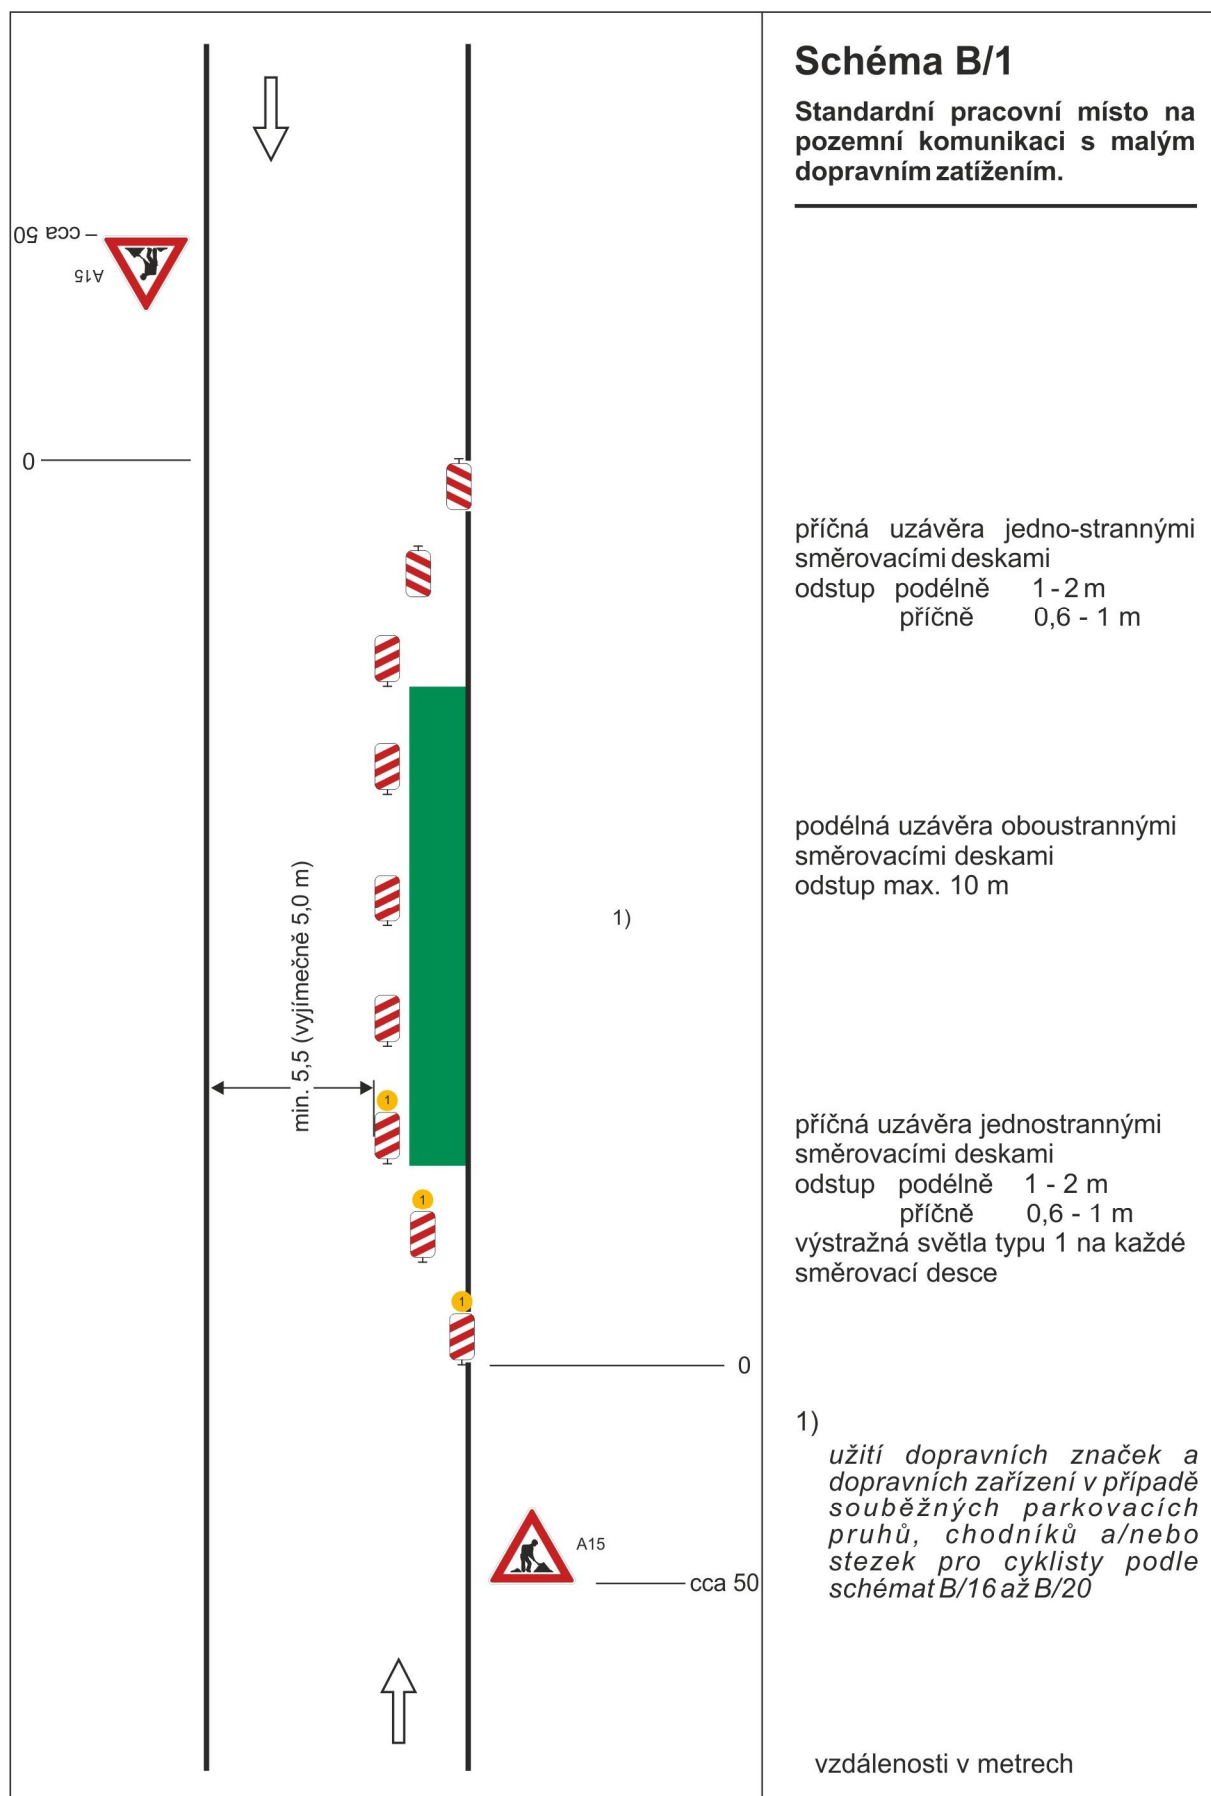 Schéma B/1
Standardní pracovní místo na
pozemní komunikaci s malým
dopravním zatížením.
cca 50
A15
0
příčná uzávěra jedno-strannými
směrovacími deskami
odstup podélně 1 - 2 m
příčně 0,6 - 1 m
podélná uzávěra oboustrannými
směrovacími deskami
odstup max. 10 m
1)
min. 5,5 (vyjímečně 5,0 m)
1
1
1
příčná uzávěra jednostrannými
směrovacími deskami
odstup podélně 1 - 2 m
příčně 0,6 - 1 m
výstražná světla typu 1 na každé
směrovací desce
0
1)
užití dopravních značek a
dopravních zařízení v případě
souběžných parkovacích
pruhů, chodníků a/nebo
stezek pro cyklisty podle
schémat B/16 až B/20
A15
cca 50
vzdálenosti v metrech